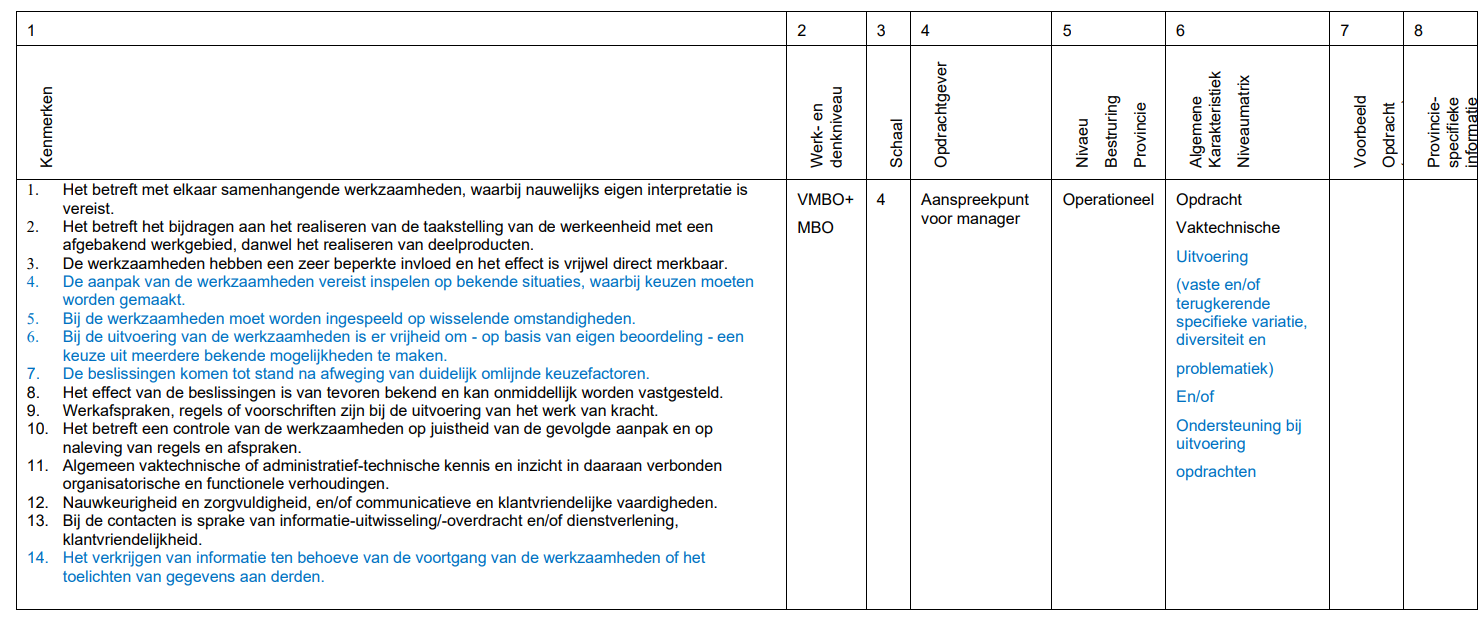 1 2 3 4 5 6 7 8
Kenmerken
Werk- en
denkniveau
Schaal
Opdrachtgever
Nivaeu
Bestruring
Provincie
Algemene
Karakteristiek
Niveaumatrix
Voorbeeld
Opdracht
Provincie-
specifieke
informatie
1. Het betreft met elkaar samenhangende werkzaamheden, waarbij nauwelijks eigen interpretatie is
vereist.
2. Het betreft het bijdragen aan het realiseren van de taakstelling van de werkeenheid met een
afgebakend werkgebied, danwel het realiseren van deelproducten.
3. De werkzaamheden hebben een zeer beperkte invloed en het effect is vrijwel direct merkbaar.
4. De aanpak van de werkzaamheden vereist inspelen op bekende situaties, waarbij keuzen moeten
worden gemaakt.
5. Bij de werkzaamheden moet worden ingespeeld op wisselende omstandigheden.
6. Bij de uitvoering van de werkzaamheden is er vrijheid om - op basis van eigen beoordeling - een
keuze uit meerdere bekende mogelijkheden te maken.
7. De beslissingen komen tot stand na afweging van duidelijk omlijnde keuzefactoren.
8. Het effect van de beslissingen is van tevoren bekend en kan onmiddellijk worden vastgesteld.
9. Werkafspraken, regels of voorschriften zijn bij de uitvoering van het werk van kracht.
10. Het betreft een controle van de werkzaamheden op juistheid van de gevolgde aanpak en op
naleving van regels en afspraken.
11. Algemeen vaktechnische of administratief-technische kennis en inzicht in daaraan verbonden
organisatorische en functionele verhoudingen.
12. Nauwkeurigheid en zorgvuldigheid, en/of communicatieve en klantvriendelijke vaardigheden.
13. Bij de contacten is sprake van informatie-uitwisseling/-overdracht en/of dienstverlening,
klantvriendelijkheid.
14. Het verkrijgen van informatie ten behoeve van de voortgang van de werkzaamheden of het
toelichten van gegevens aan derden.
VMBO+
MBO
4
Aanspreekpunt
voor manager
Operationeel
Opdracht
Vaktechnische
Uitvoering
(vaste en/of
terugkerende
specifieke variatie,
diversiteit en
problematiek)
En/of
Ondersteuning bij
uitvoering
opdrachten